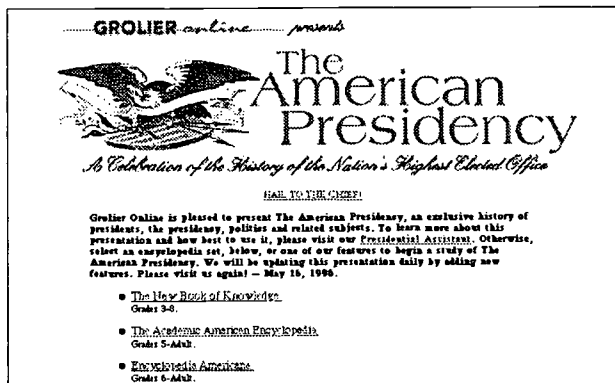 GROLIER online presents
The
American
Presidency
A Celebration of the History of the Nation's Highest Elected Office
HAIL TO THE CHIEF!
Grolier Online is pleased to present The American Presidency, an exclusive history of
presidents, the presidency, politics and related subjects. To learn more about this
presentation and how best to use it, please visit our Presidential Assistant. Otherwise,
select an encyclopedia set, below, or one of our features to begin a study of The
American Presidency. We will be updating this presentation daily by adding new
features. Please visit us again! — May 16, 1996.
The New Book of Knowledge.
Grades 3-8.
The Academic American Encyclopedia.
Grades 5-Adult.
Encyclopedia Americana.
Grades 6-Adult.